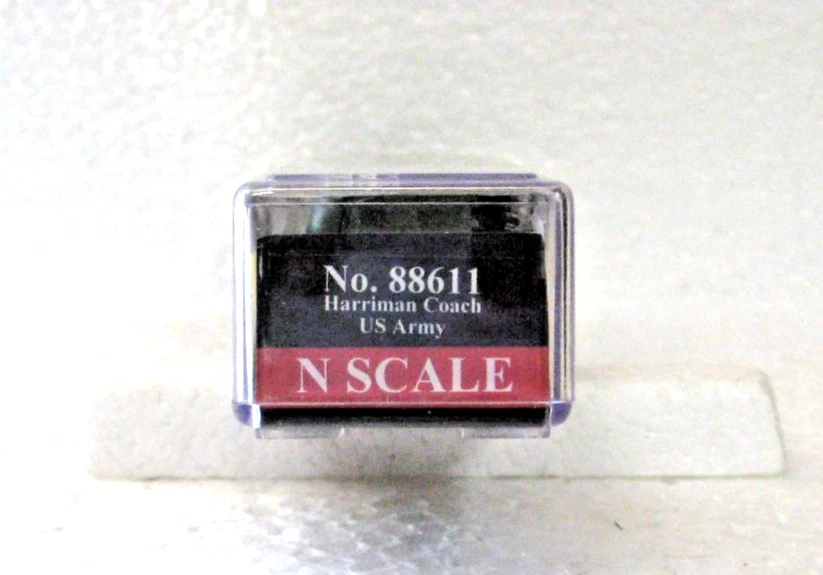 No. 88611
Harriman Coach
US Army
N SCALE